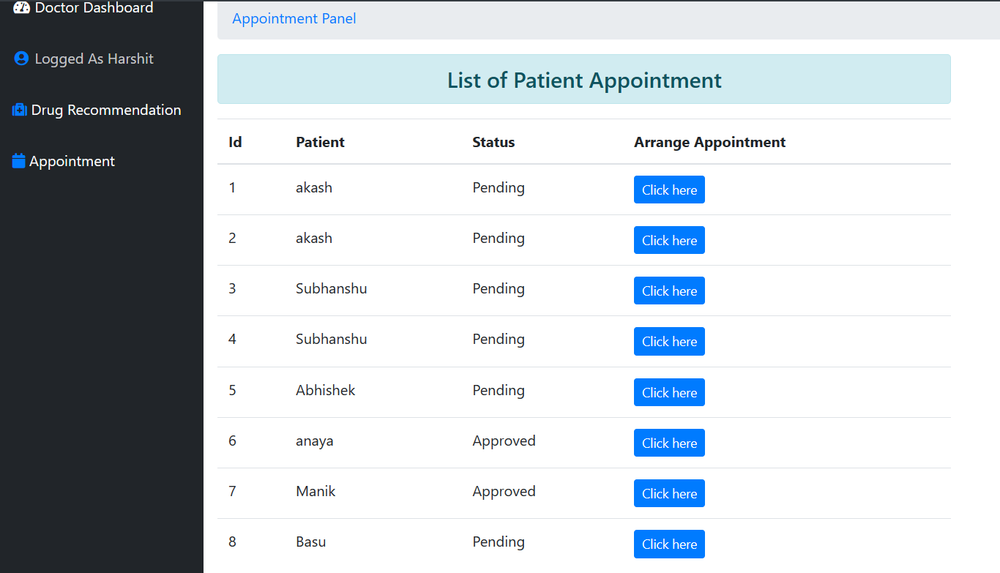 Doctor Dashboard
Logged As Harshit
Drug Recommendation
Appointment
Appointment Panel
List of Patient Appointment
Id Patient Status Arrange Appointment
1 akash Pending Click here
2 akash Pending Click here
3 Subhanshu Pending Click here
4 Subhanshu Pending Click here
5 Abhishek Pending Click here
6 anaya Approved Click here
7 Manik Approved Click here
8 Basu Pending Click here